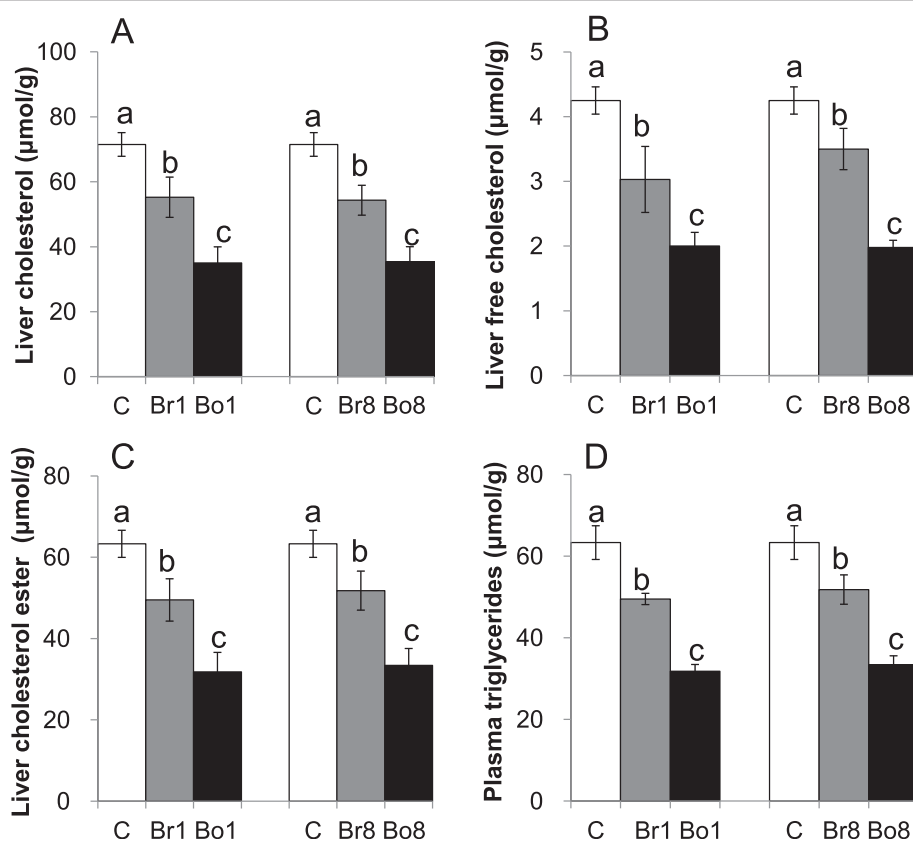 A
Liver cholesterol (μmol/g)
100
80
60
40
20
0
a
b
c
a
b
c
C Br1 Bo1 C Br8 Bo8
B
Liver free cholesterol (μmol/g)
5
4
3
2
1
0
a
b
c
a
b
c
C Br1 Bo1 C Br8 Bo8
C
Liver cholesterol ester (μmol/g)
80
60
40
20
0
a
b
c
a
b
c
C Br1 Bo1 C Br8 Bo8
D
Plasma triglycerides (μmol/g)
80
60
40
20
0
a
b
c
a
b
c
C Br1 Bo1 C Br8 Bo8